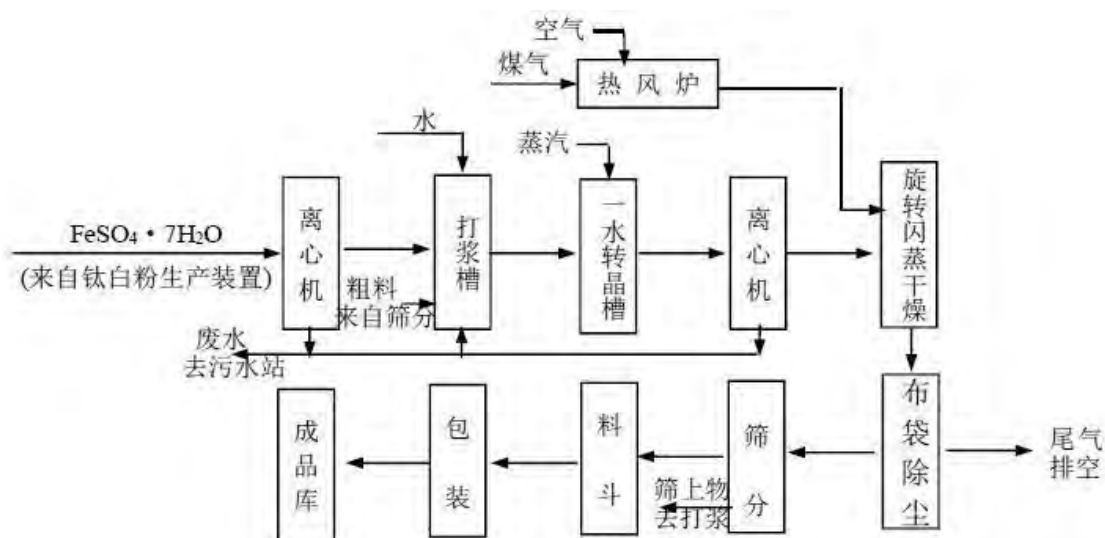 空气
煤气
热风炉
水
蒸汽
FeSO₄·7H₂O
(来自钛白粉生产装置)
离心机
打浆槽
一水转晶槽
离心机
旋转闪蒸干燥
粗料
来自筛分
废水
去污水站
成品库
包装
料斗
筛分
布袋除尘
尾气
排空
筛上物
去打浆